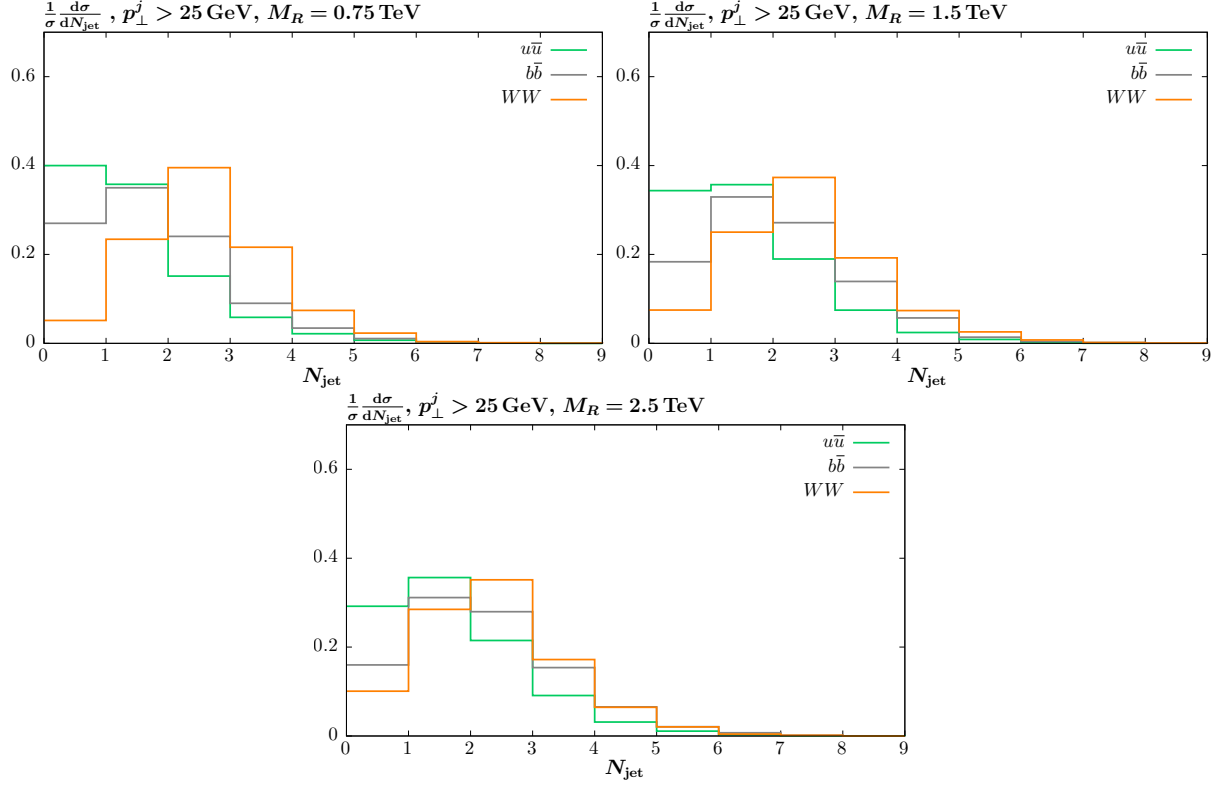 1/σ dσ/dN_jet , p_⊥^j > 25 GeV, M_R = 0.75 TeV
uū
bb̄
WW
0.6
0.4
0.2
0
0 1 2 3 4 5 6 7 8 9
N_jet
1/σ dσ/dN_jet, p_⊥^j > 25 GeV, M_R = 1.5 TeV
uū
bb̄
WW
0.6
0.4
0.2
0
0 1 2 3 4 5 6 7 8 9
N_jet
1/σ dσ/dN_jet, p_⊥^j > 25 GeV, M_R = 2.5 TeV
uū
bb̄
WW
0.6
0.4
0.2
0
0 1 2 3 4 5 6 7 8 9
N_jet